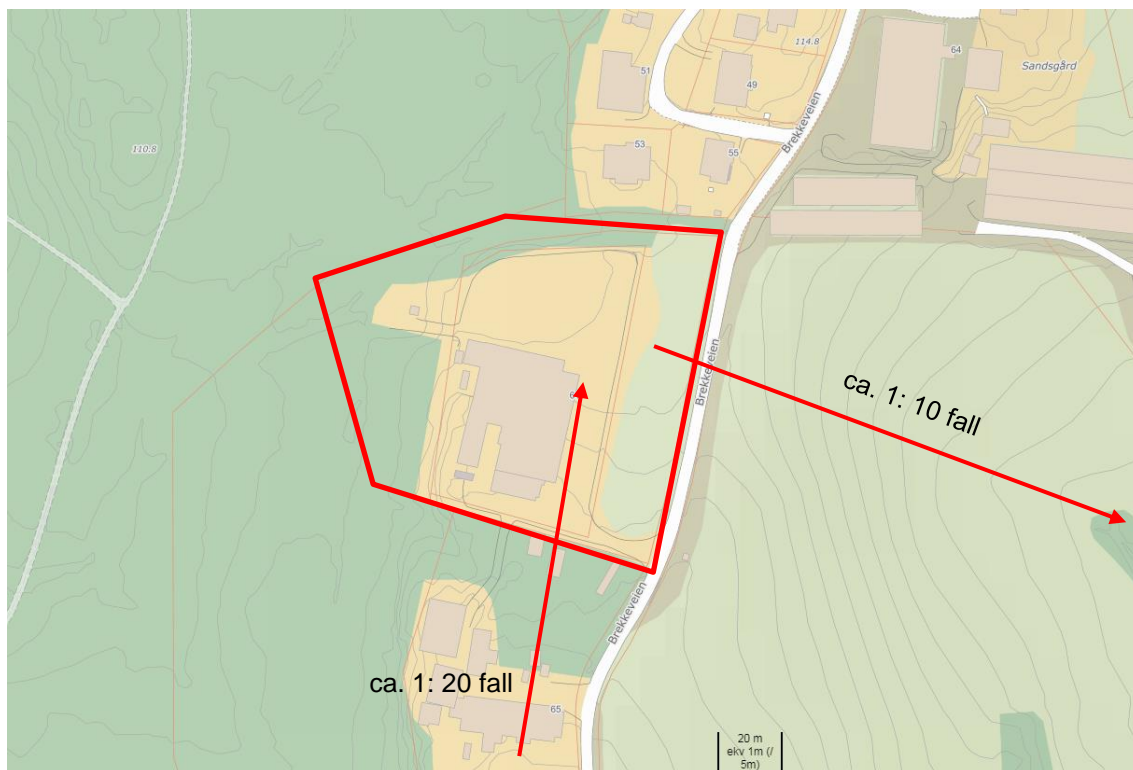 51
49
114.8
64
Sandsgård
53
55
Brekkeveien
110.8
Brekkeveien
ca. 1: 10 fall
6
Brekkeveien
ca. 1: 20 fall
65
20 m
ekv 1m (/
5m)